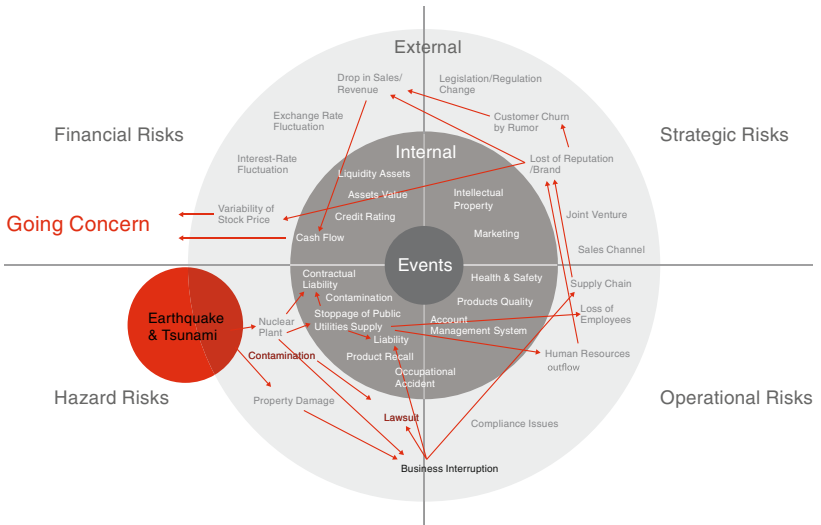 External
Drop in Sales/
Revenue
Legislation/Regulation
Change
Exchange Rate
Fluctuation
Customer Churn
by Rumor
Financial Risks
Strategic Risks
Internal
Interest-Rate
Fluctuation
Lost of Reputation
/Brand
Liquidity Assets
Assets Value
Intellectual
Property
Variability of
Stock Price
Credit Rating
Joint Venture
Going Concern
Cash Flow
Marketing
Sales Channel
Events
Contractual
Liability
Health & Safety
Supply Chain
Contamination
Products Quality
Earthquake
& Tsunami
Nuclear
Plant
Stoppage of Public
Utilities Supply
Account
Management System
Loss of
Employees
Liability
Contamination
Product Recall
Human Resources
outflow
Occupational
Accident
Hazard Risks
Property Damage
Operational Risks
Lawsuit
Compliance Issues
Business Interruption